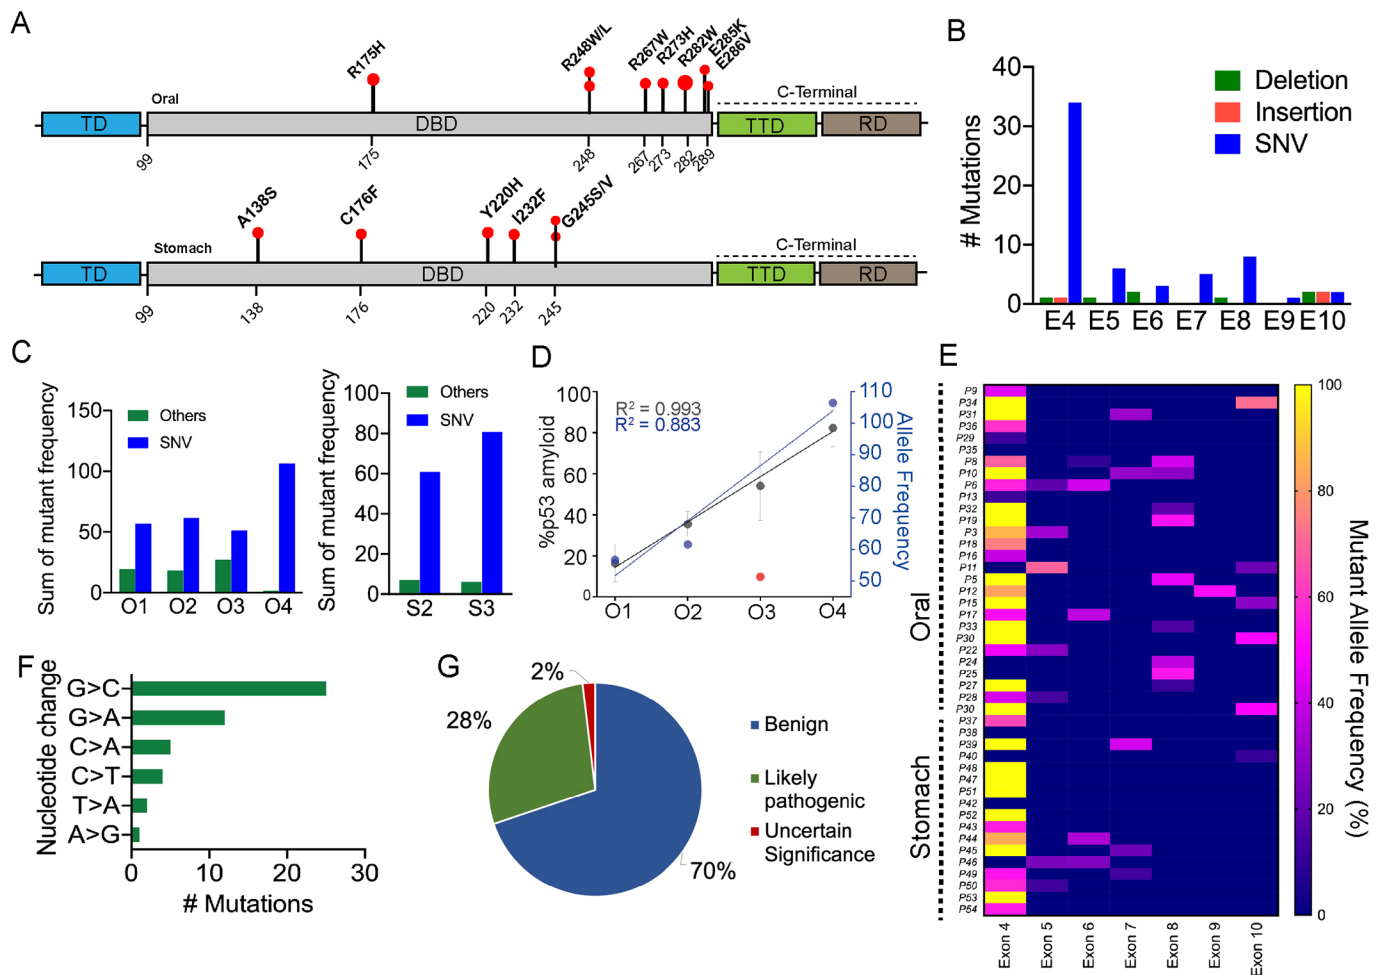 A
R175H
R248W/L
R267W
R273H
R282W
E285K
E286V
Oral
C-Terminal
TD
DBD
TTD
RD
99
175
248
267
273
282
289
A138S
C176F
Y220H
I232F
G245S/V
Stomach
C-Terminal
TD
DBD
TTD
RD
99
138
176
220
232
245
B
# Mutations
40
30
20
10
0
Deletion
Insertion
SNV
E4 E5 E6 E7 E8 E9 E10
C
Sum of mutant frequency
150
100
50
0
Others
SNV
O1 O2 O3 O4
Sum of mutant frequency
100
80
60
40
20
0
Others
SNV
S2 S3
D
%p53 amyloid
100
80
60
40
20
0
R² = 0.993
R² = 0.883
110
100
90
80
70
60
50
Allele Frequency
O1 O2 O3 O4
E
Oral
Stomach
P9
P34
P31
P36
P29
P35
P8
P10
P6
P13
P32
P19
P3
P18
P16
P11
P5
P12
P15
P17
P33
P30
P22
P24
P25
P27
P28
P30
P37
P38
P39
P40
P48
P47
P51
P42
P52
P43
P44
P45
P46
P49
P50
P53
P54
Exon 4
Exon 5
Exon 6
Exon 7
Exon 8
Exon 9
Exon 10
100
80
60
40
20
0
Mutant Allele Frequency (%)
F
Nucleotide change
G>C
G>A
C>A
C>T
T>A
A>G
0 10 20 30
# Mutations
G
2%
28%
70%
Benign
Likely
pathogenic
Uncertain
Significance